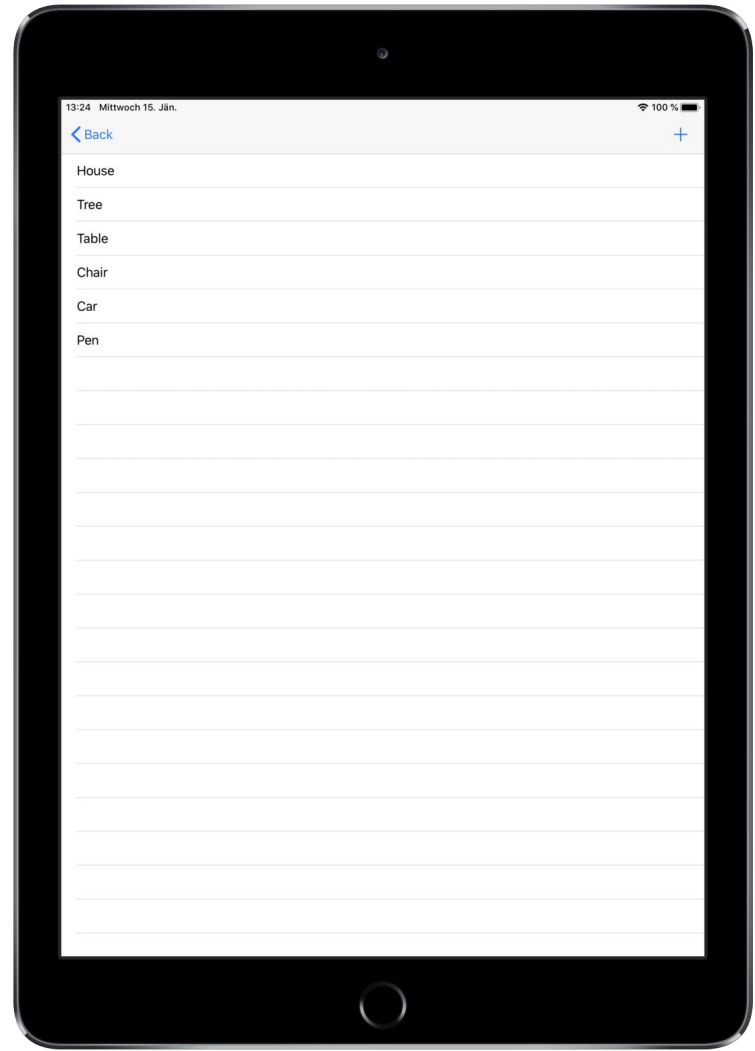 13:24 Mittwoch 15. Jän. 100 %
Back +
House
Tree
Table
Chair
Car
Pen